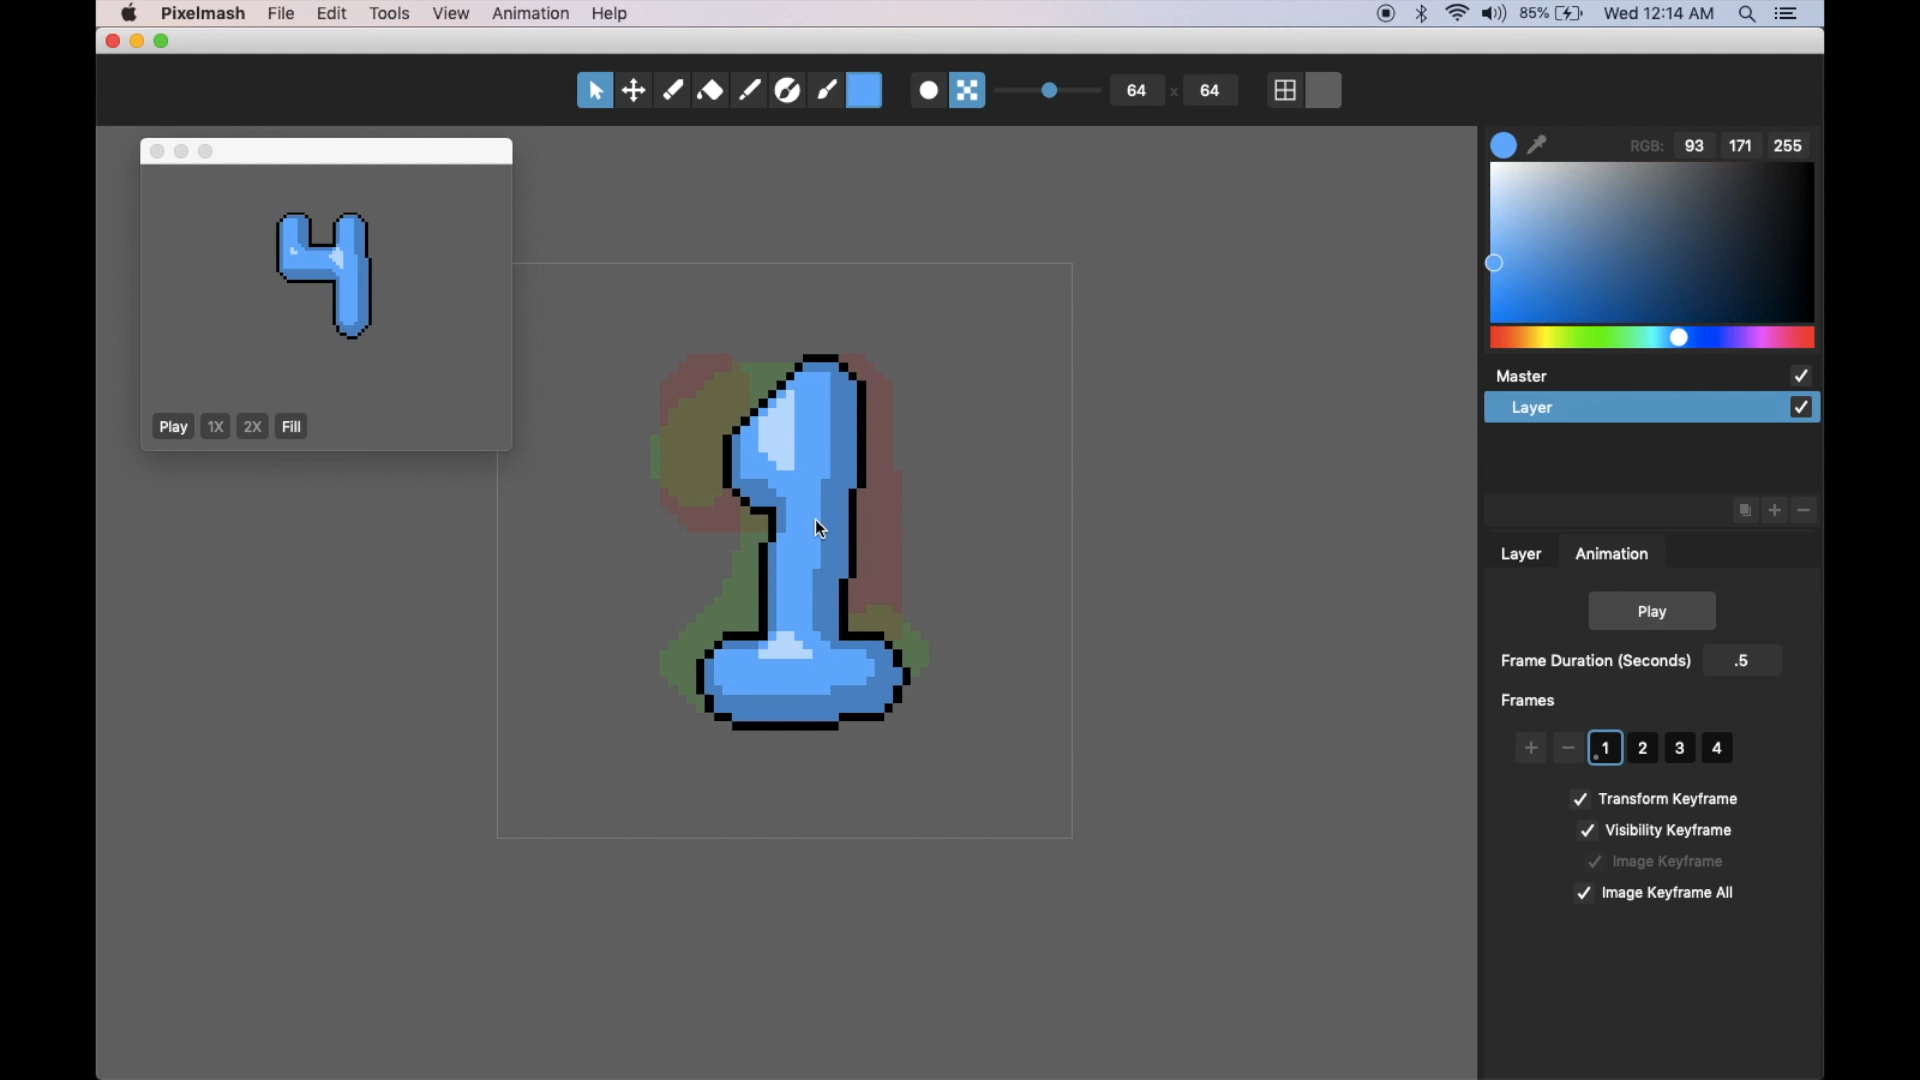 Pixelmash File Edit Tools View Animation Help 85% Wed 12:14 AM
64 x 64
RGB: 93 171 255
4
Play 1X 2X Fill
1
Master
Layer
Layer Animation
Play
Frame Duration (Seconds) .5
Frames
+ − 1 2 3 4
Transform Keyframe
Visibility Keyframe
Image Keyframe
Image Keyframe All